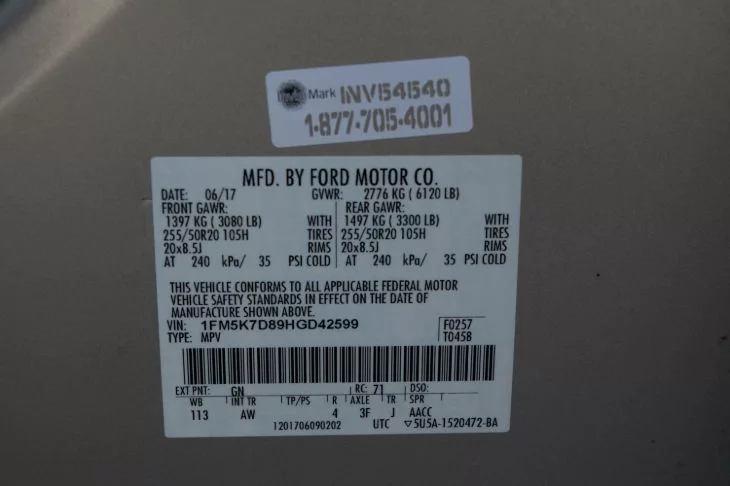 Mark INV54540
1-877-705-4001
MFD. BY FORD MOTOR CO.
DATE: 06/17 GVWR: 2776 KG ( 6120 LB)
FRONT GAWR: REAR GAWR:
1397 KG ( 3080 LB) WITH 1497 KG ( 3300 LB) WITH
255/50R20 105H TIRES 255/50R20 105H TIRES
20x8.5J RIMS 20x8.5J RIMS
AT 240 kPa/ 35 PSI COLD AT 240 kPa/ 35 PSI COLD
THIS VEHICLE CONFORMS TO ALL APPLICABLE FEDERAL MOTOR
VEHICLE SAFETY STANDARDS IN EFFECT ON THE DATE OF
MANUFACTURE SHOWN ABOVE.
VIN: 1FM5K7D89HGD42599 F0257
TYPE: MPV T0458
EXT PNT: GN RC: 71 DSO:
WB INT TR TP/PS R AXLE TR SPR
113 AW 4 3F J AACC
1201706090202 UTC ▽5U5A-1520472-BA